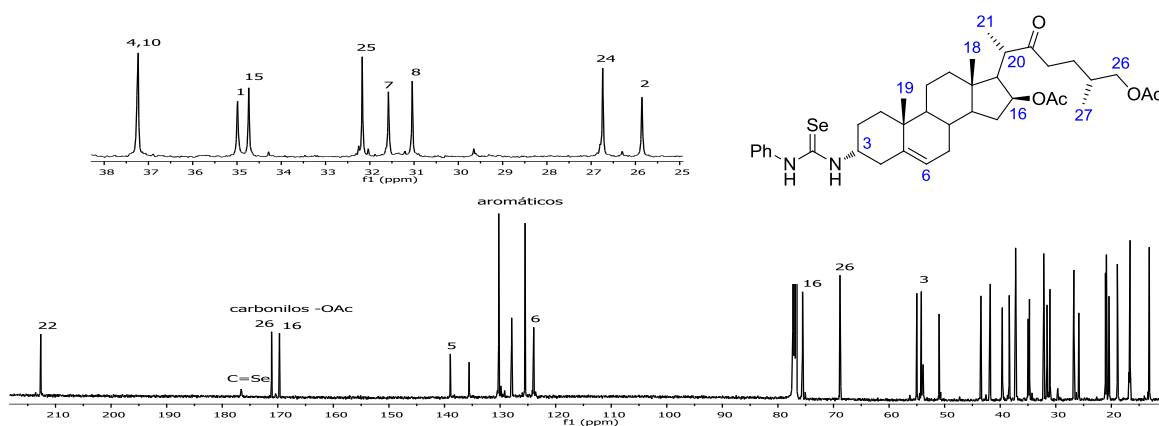 4,10
1
15
25
7
8
24
2
38 37 36 35 34 33 32 31 30 29 28 27 26 25
f1 (ppm)
21
O
18
20
26
19
OAc
OAc
16
27
Se
3
Ph
N
H
N
H
6
aromáticos
22
C=Se
carbonilos -OAc
26
16
5
6
16
26
3
210 200 190 180 170 160 150 140 130 120 110 100 90 80 70 60 50 40 30 20
f1 (ppm)